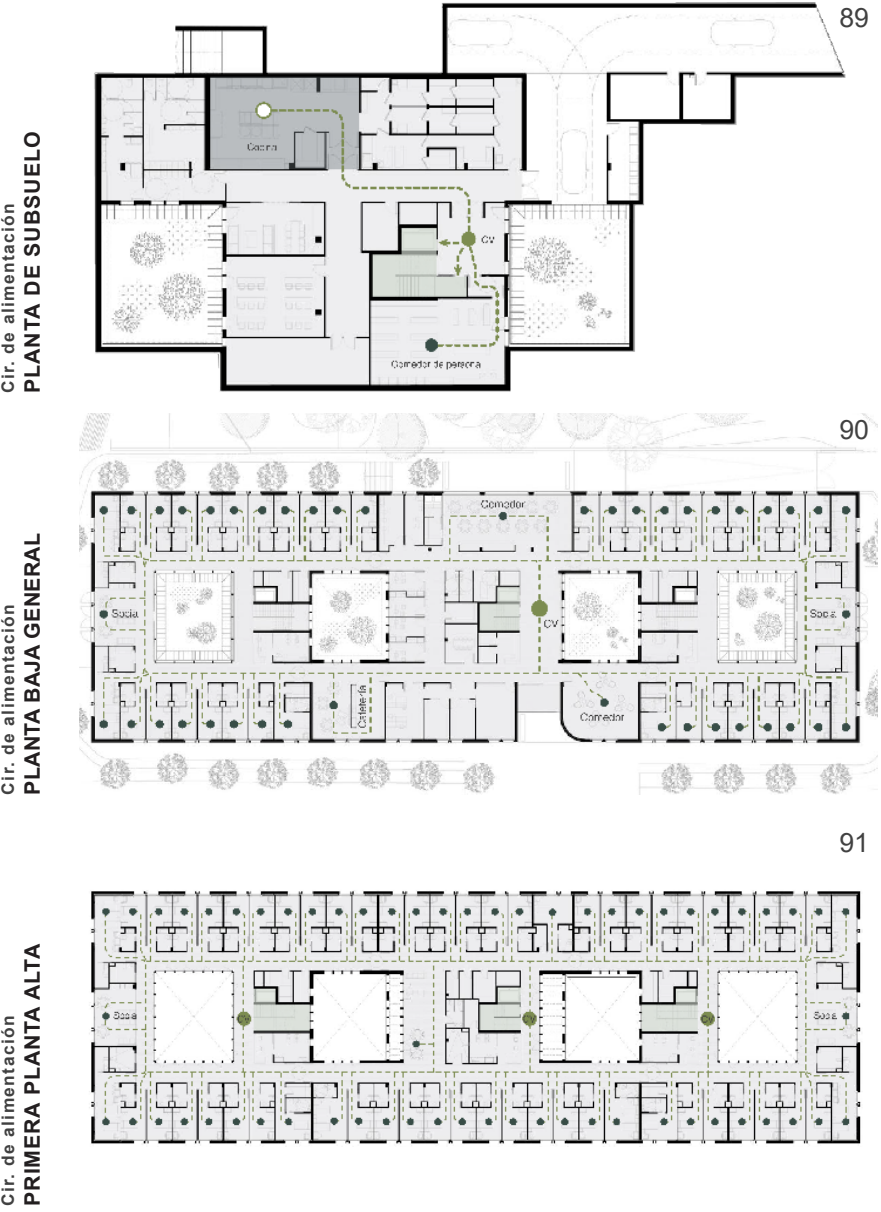 89
Cir. de alimentación
PLANTA DE SUBSUELO
Cocina
CV
Comedor de persona
90
Cir. de alimentación
PLANTA BAJA GENERAL
Comedor
Socia
CV
Socia
Cafetería
Comedor
91
Cir. de alimentación
PRIMERA PLANTA ALTA
Socia
CV
CV
CV
Socia